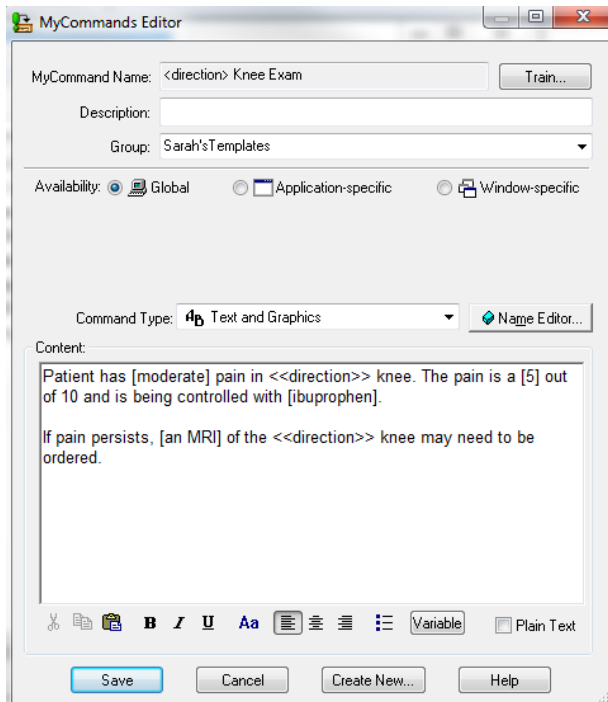 MyCommands Editor
MyCommand Name: <direction> Knee Exam Train...
Description:
Group: Sarah'sTemplates
Availability: Global Application-specific Window-specific
Command Type: AB Text and Graphics Name Editor...
Content:
Patient has [moderate] pain in <<direction>> knee. The pain is a [5] out
of 10 and is being controlled with [ibuprophen].
If pain persists, [an MRI] of the <<direction>> knee may need to be
ordered.
B I U Aa Variable Plain Text
Save Cancel Create New... Help